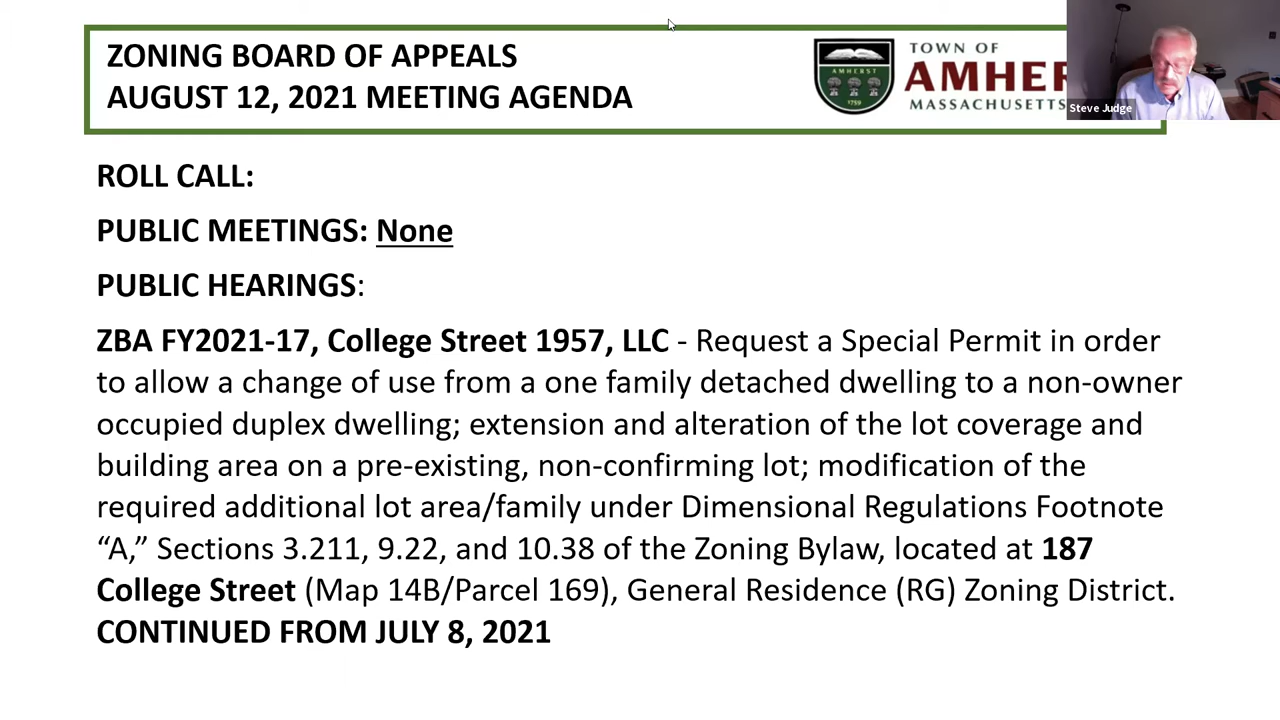 ZONING BOARD OF APPEALS
AUGUST 12, 2021 MEETING AGENDA
AMHERST
1759
TOWN OF
AMHER
MASSACHUSETTS
Steve Judge
ROLL CALL:
PUBLIC MEETINGS: None
PUBLIC HEARINGS:
ZBA FY2021-17, College Street 1957, LLC - Request a Special Permit in order
to allow a change of use from a one family detached dwelling to a non-owner
occupied duplex dwelling; extension and alteration of the lot coverage and
building area on a pre-existing, non-confirming lot; modification of the
required additional lot area/family under Dimensional Regulations Footnote
“A,” Sections 3.211, 9.22, and 10.38 of the Zoning Bylaw, located at 187
College Street (Map 14B/Parcel 169), General Residence (RG) Zoning District.
CONTINUED FROM JULY 8, 2021